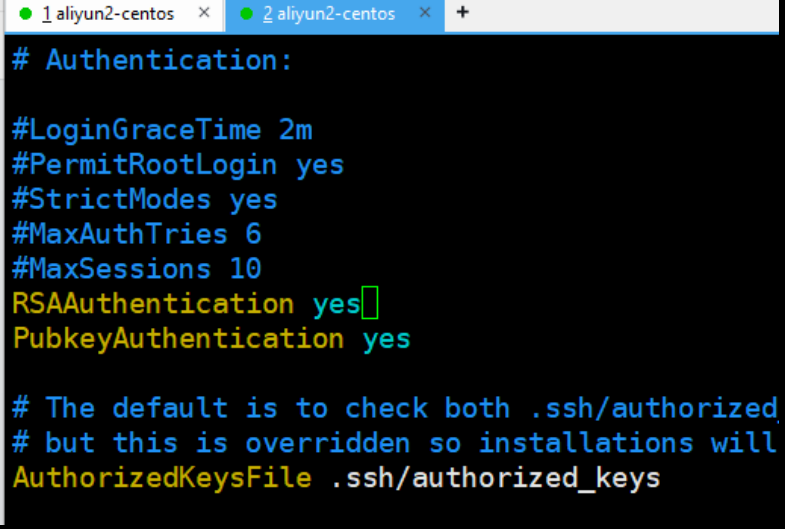 1 aliyun2-centos × 2 aliyun2-centos × +
# Authentication:
#LoginGraceTime 2m
#PermitRootLogin yes
#StrictModes yes
#MaxAuthTries 6
#MaxSessions 10
RSAAuthentication yes
PubkeyAuthentication yes
# The default is to check both .ssh/authorized_
# but this is overridden so installations will
AuthorizedKeysFile .ssh/authorized_keys